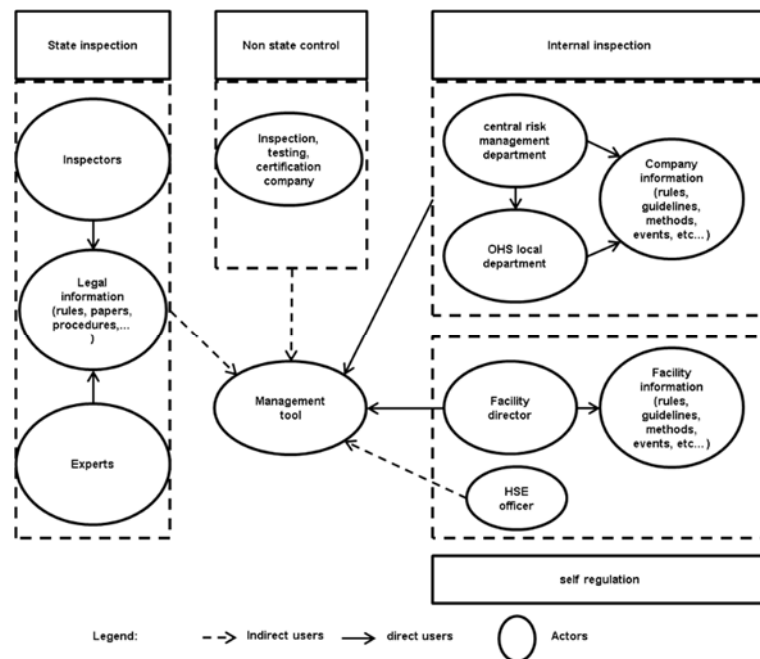 State inspection
Non state control
Internal inspection
Inspectors
Legal
information
(rules, papers,
procedures,...
)
Experts
Inspection,
testing,
certification
company
central risk
management
department
OHS local
department
Company
information
(rules,
guidelines,
methods,
events, etc...)
Management
tool
Facility
director
Facility
information
(rules,
guidelines,
methods,
events, etc...)
HSE
officer
self regulation
Legend:
Indirect users
direct users
Actors